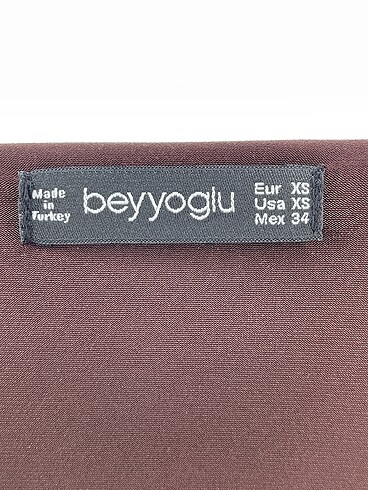 Made
in
Turkey
beyyoglu
Eur XS
Usa XS
Mex 34